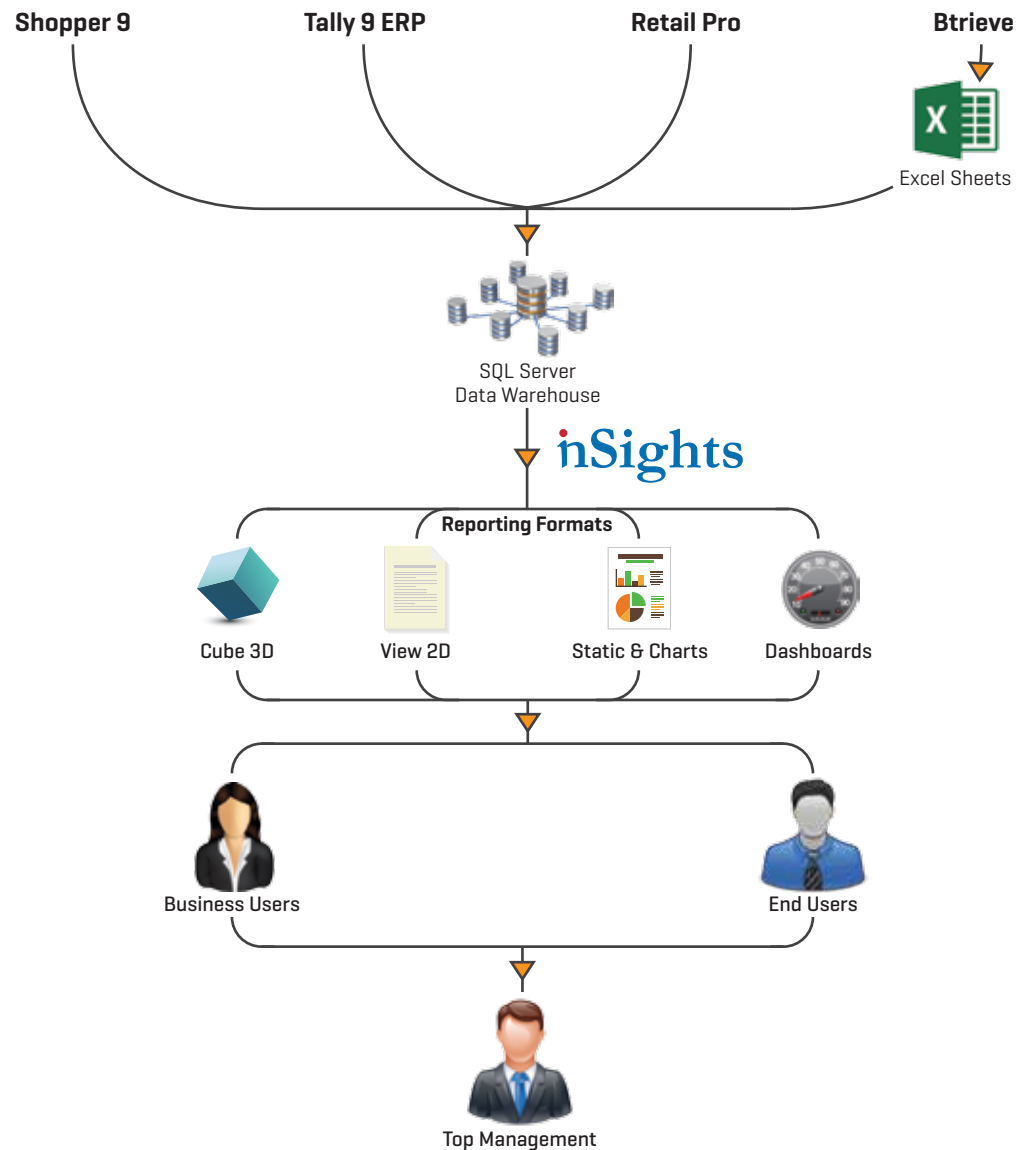 Shopper 9
Tally 9 ERP
Retail Pro
Btrieve
X
Excel Sheets
SQL Server
Data Warehouse
inSights
Reporting Formats
Cube 3D
View 2D
Static & Charts
Dashboards
Business Users
End Users
Top Management